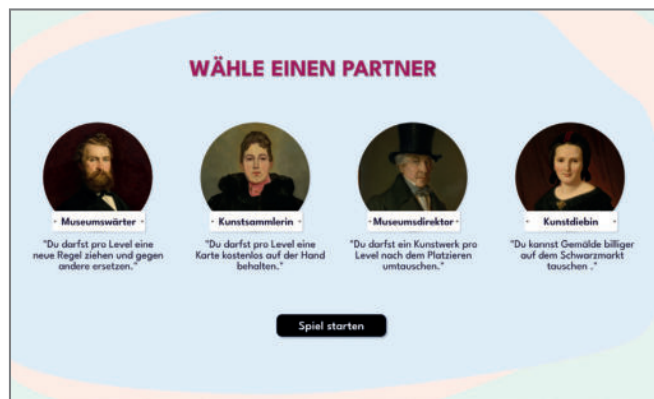 WÄHLE EINEN PARTNER
Museumswärter
"Du darfst pro Level eine
neue Regel ziehen und gegen
andere ersetzen."
Kunstsammlerin
"Du darfst pro Level eine
Karte kostenlos auf der Hand
behalten."
Museumsdirektor
"Du darfst ein Kunstwerk pro
Level nach dem Platzieren
umtauschen."
Kunstdiebin
"Du kannst Gemälde billiger
auf dem Schwarzmarkt
tauschen ."
Spiel starten